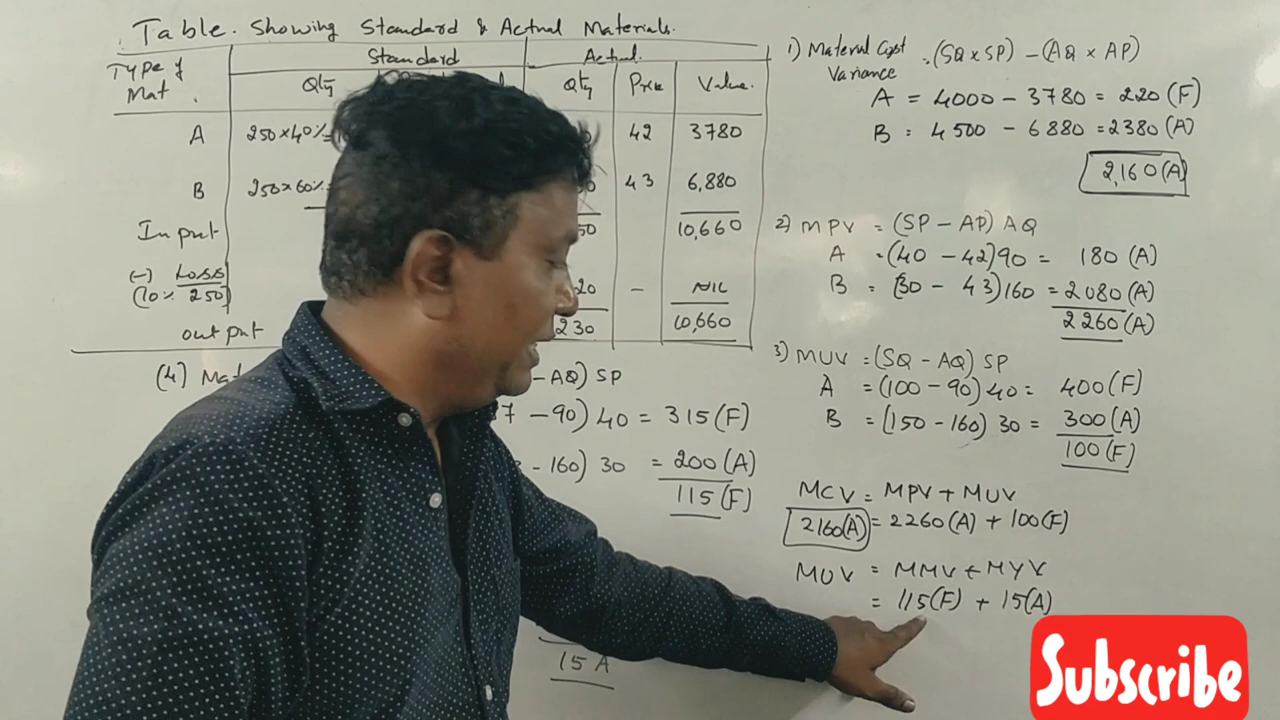 Table. Showing Standard & Actual Materials.
Type of Mat. Standard Actual
Qty Qty Price Value.
A 250×40% 42 3780
B 250×60% 43 6,880
Input 50 10,660
(-) Loss 20 - NIL
(10% 250)
output 230 10,660
(4) Mat -AQ) SP
7 - 90) 40 = 315(F)
- 160) 30 = 200(A)
115(F)
15 A
1) Material Cost Variance = (SQ × SP) - (AQ × AP)
A = 4000 - 3780 = 220 (F)
B = 4500 - 6880 = 2380(A)
2,160(A)
2) MPV = (SP - AP) AQ
A = (40 - 42)90 = 180 (A)
B = (30 - 43)160 = 2080(A)
2260(A)
3) MUV = (SQ - AQ) SP
A = (100 - 90) 40 = 400(F)
B = (150 - 160) 30 = 300(A)
100(F)
MCV = MPV + MUV
2160(A) = 2260(A) + 100(F)
MUV = MMV + MYV
= 115(F) + 15(A)
Subscribe